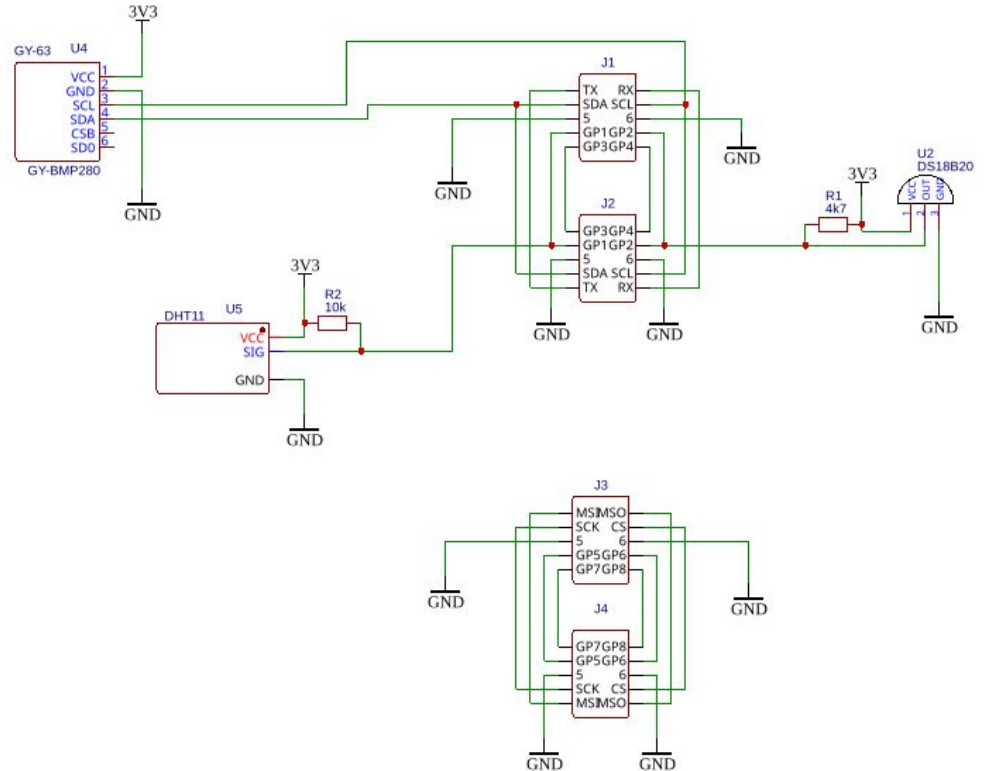 3V3
GY-63 U4
VCC 1
GND 2
SCL 3
SDA 4
CSB 5
SD0 6
GY-BMP280
GND
J1
TX RX
SDA SCL
5 6
GP1 GP2
GP3 GP4
GND
GND
J2
GP3 GP4
GP1 GP2
5 6
SDA SCL
TX RX
GND
GND
U2
DS18B20
3V3
R1
4k7
VCC OUT GND
1 2 3
GND
3V3
R2
10k
DHT11 U5
VCC
SIG
GND
GND
J3
MSI MSO
SCK CS
5 6
GP5 GP6
GP7 GP8
GND
GND
J4
GP7 GP8
GP5 GP6
5 6
SCK CS
MSI MSO
GND
GND